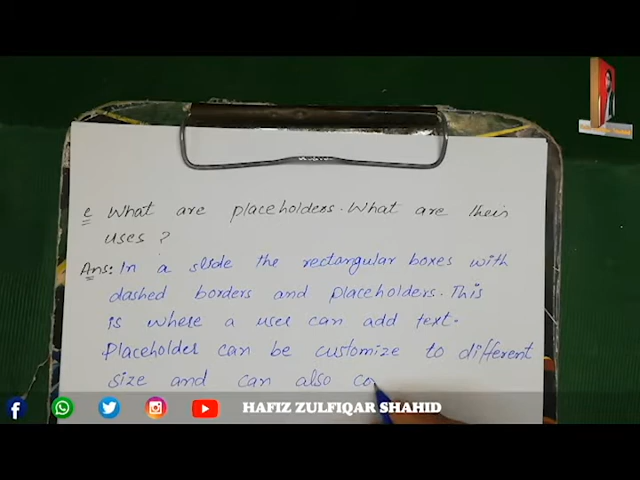 c What are placeholders. What are their
uses ?
Ans: In a slide the rectangular boxes with
dashed borders and placeholders. This
is where a user can add text.
Placeholder can be customize to different
size and can also co
HAFIZ ZULFIQAR SHAHID